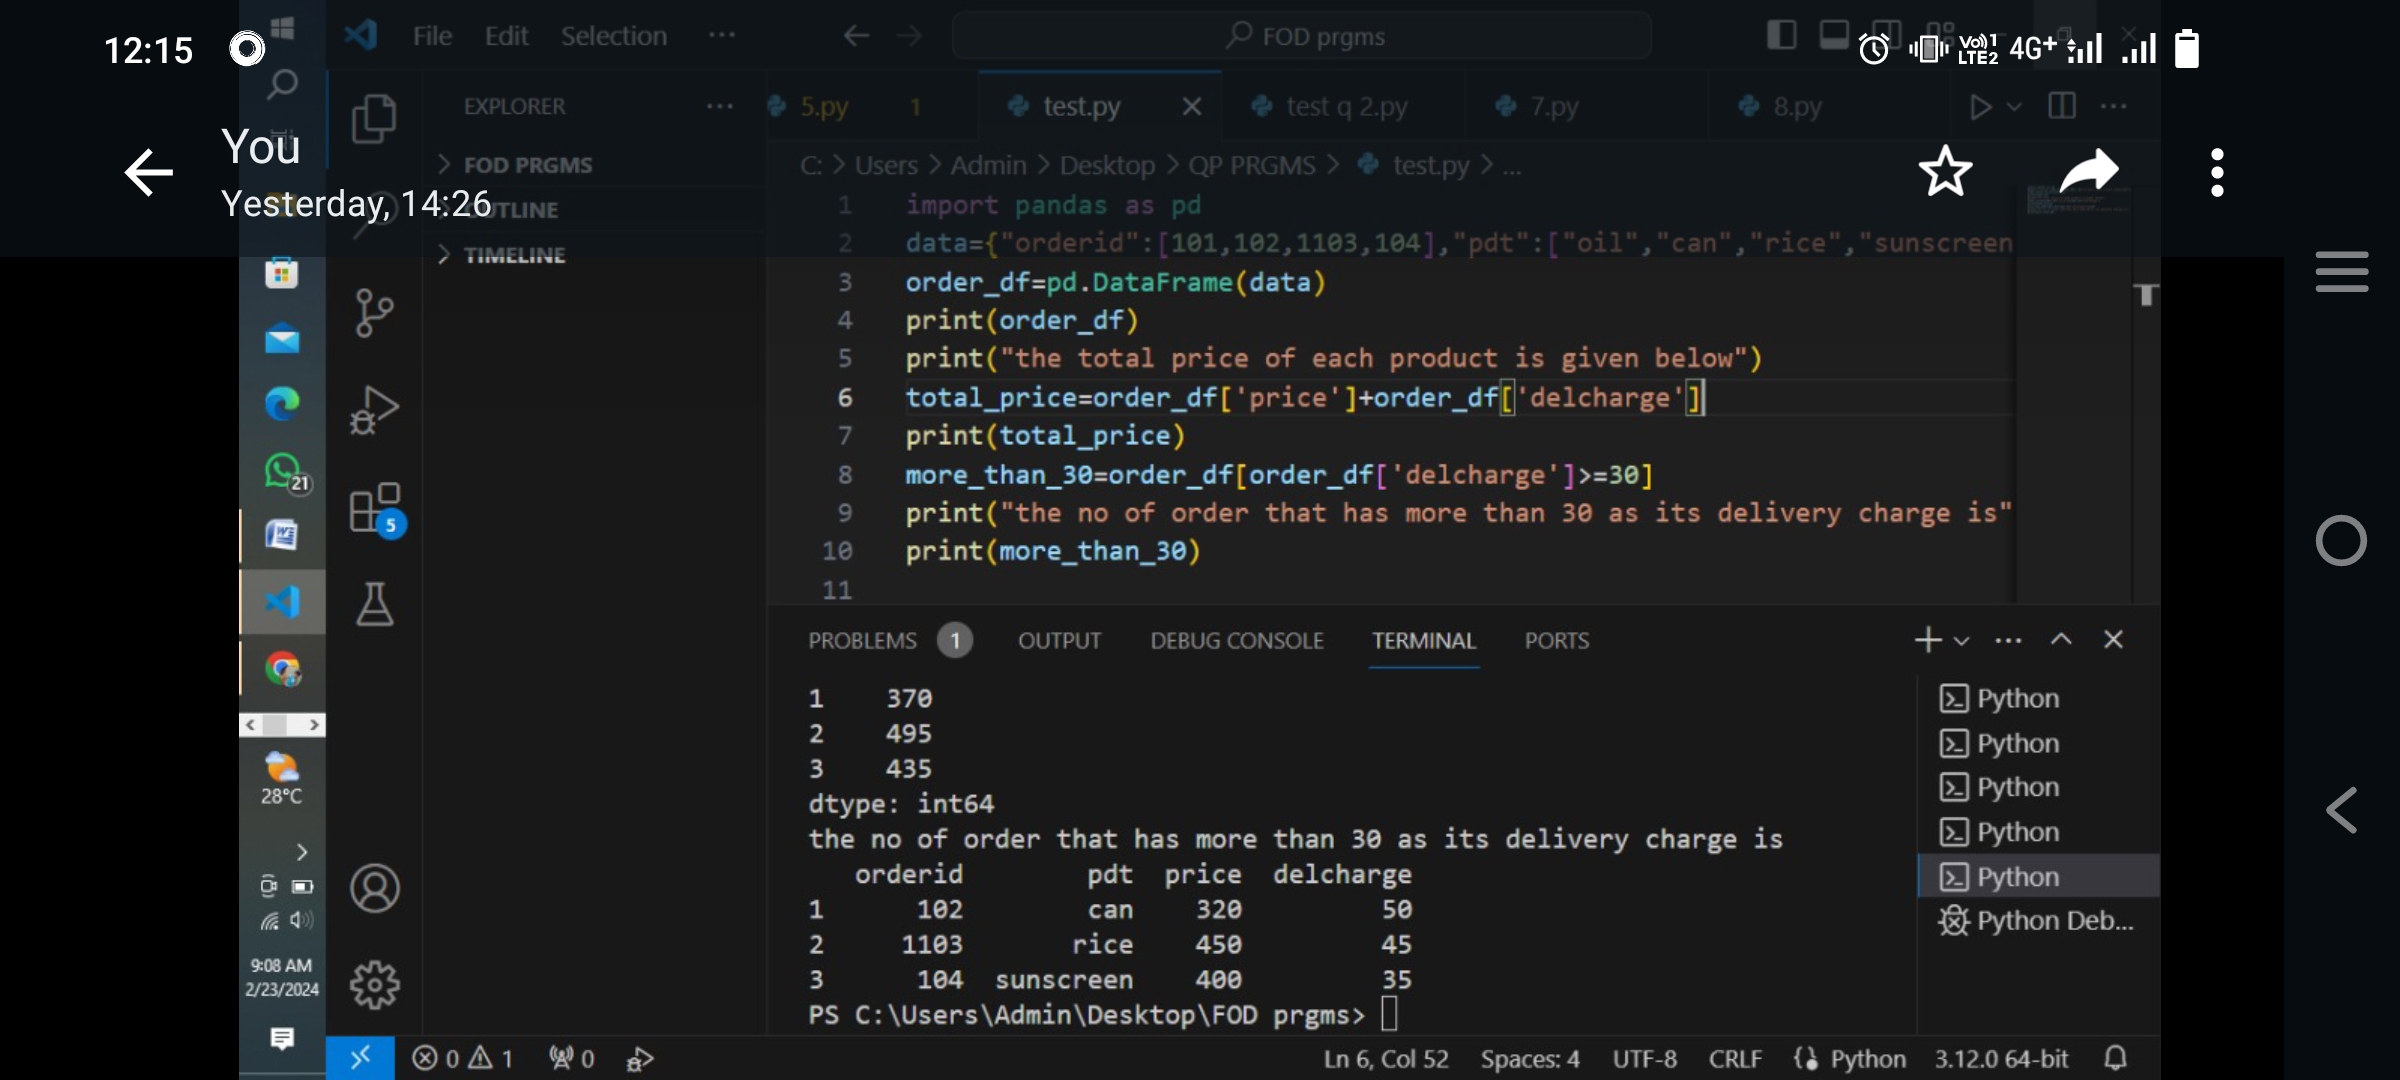 12:15
Vo)) 1
LTE2
4G+
File Edit Selection ...
FOD prgms
You
Yesterday, 14:26
EXPLORER ...
FOD PRGMS
OUTLINE
TIMELINE
5.py 1
test.py
test q 2.py
7.py
8.py
C: > Users > Admin > Desktop > QP PRGMS > test.py > ...
1 import pandas as pd
2 data={"orderid":[101,102,1103,104],"pdt":["oil","can","rice","sunscreen
3 order_df=pd.DataFrame(data)
4 print(order_df)
5 print("the total price of each product is given below")
6 total_price=order_df['price']+order_df['delcharge']
7 print(total_price)
8 more_than_30=order_df[order_df['delcharge']>=30]
9 print("the no of order that has more than 30 as its delivery charge is"
10 print(more_than_30)
11
PROBLEMS 1 OUTPUT DEBUG CONSOLE TERMINAL PORTS
1 370
2 495
3 435
dtype: int64
the no of order that has more than 30 as its delivery charge is
orderid pdt price delcharge
1 102 can 320 50
2 1103 rice 450 45
3 104 sunscreen 400 35
PS C:\Users\Admin\Desktop\FOD prgms>
Python
Python
Python
Python
Python
Python Deb...
21
5
28°C
9:08 AM
2/23/2024
0 1 0
Ln 6, Col 52 Spaces: 4 UTF-8 CRLF Python 3.12.0 64-bit